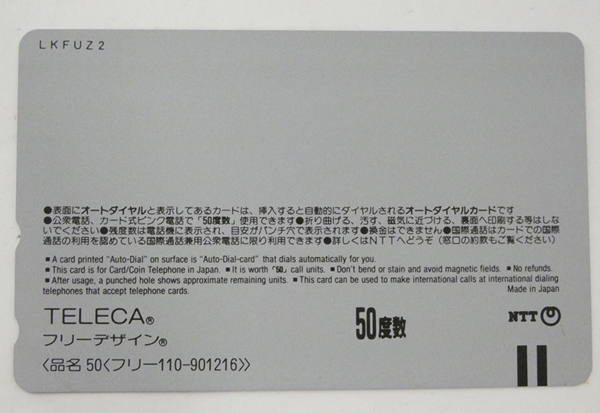 LKFUZ2
●表面にオートダイヤルと表示してあるカードは、挿入すると自動的にダイヤルされるオートダイヤルカードです
●公衆電話、カード式ピンク電話で「50度数」使用できます●折り曲げる、汚す、磁気に近づける、裏面へ印刷する等はしな
いでください●残度数は電話機に表示され、目安がパンチ穴で表示されます●換金はできません●国際通話はカードでの国際
通話の利用を認めている国際通話兼用公衆電話に限り利用できます●詳しくはNTTへどうぞ(窓口の約款もご覧ください)
■ A card printed "Auto-Dial" on surface is "Auto-Dial-card" that dials automatically for you.
■ This card is for Card/Coin Telephone in Japan. ■ It is worth "50" call units. ■ Don't bend or stain and avoid magnetic fields. ■ No refunds.
■ After usage, a punched hole shows approximate remaining units. ■ This card can be used to make international calls at international dialing
telephones that accept telephone cards. Made in Japan
TELECA® 50度数 NTT
フリーデザイン®
〈品名 50〈フリー110-901216〉〉